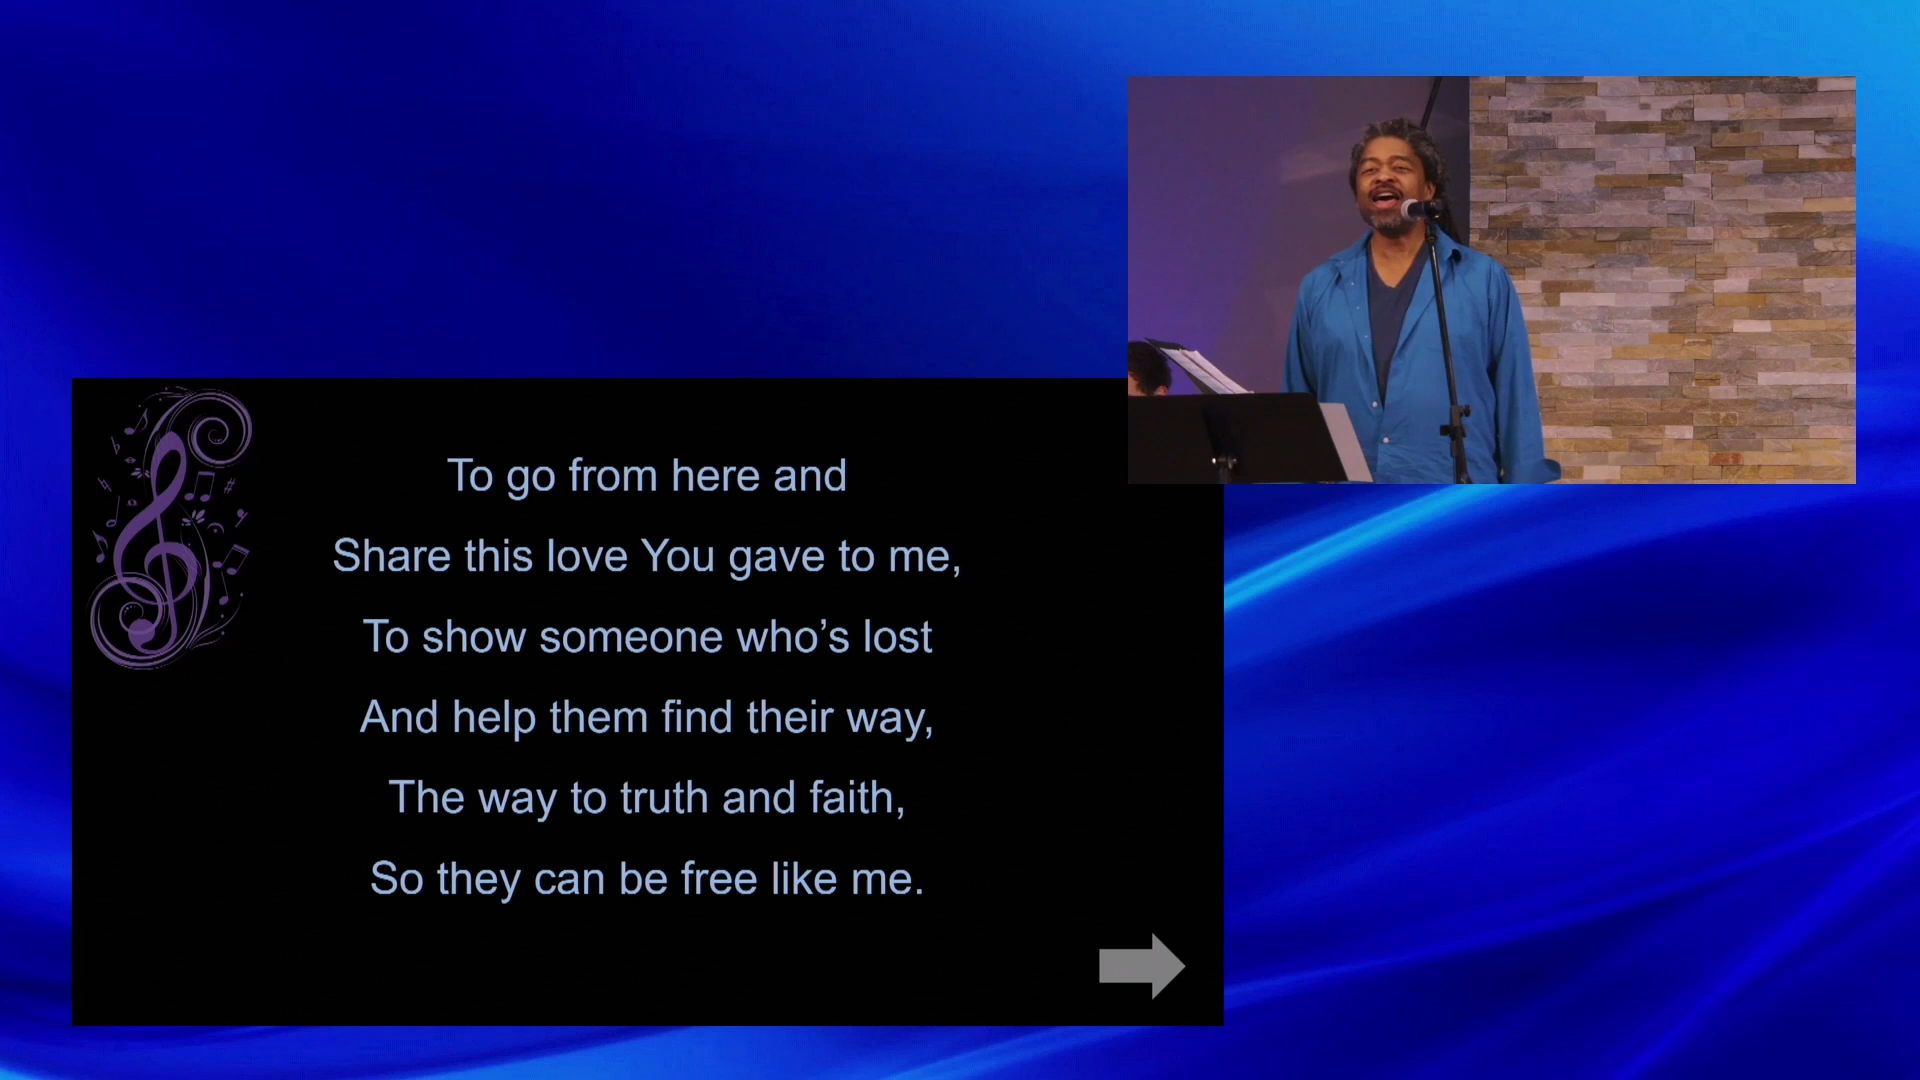 To go from here and
Share this love You gave to me,
To show someone who’s lost
And help them find their way,
The way to truth and faith,
So they can be free like me.